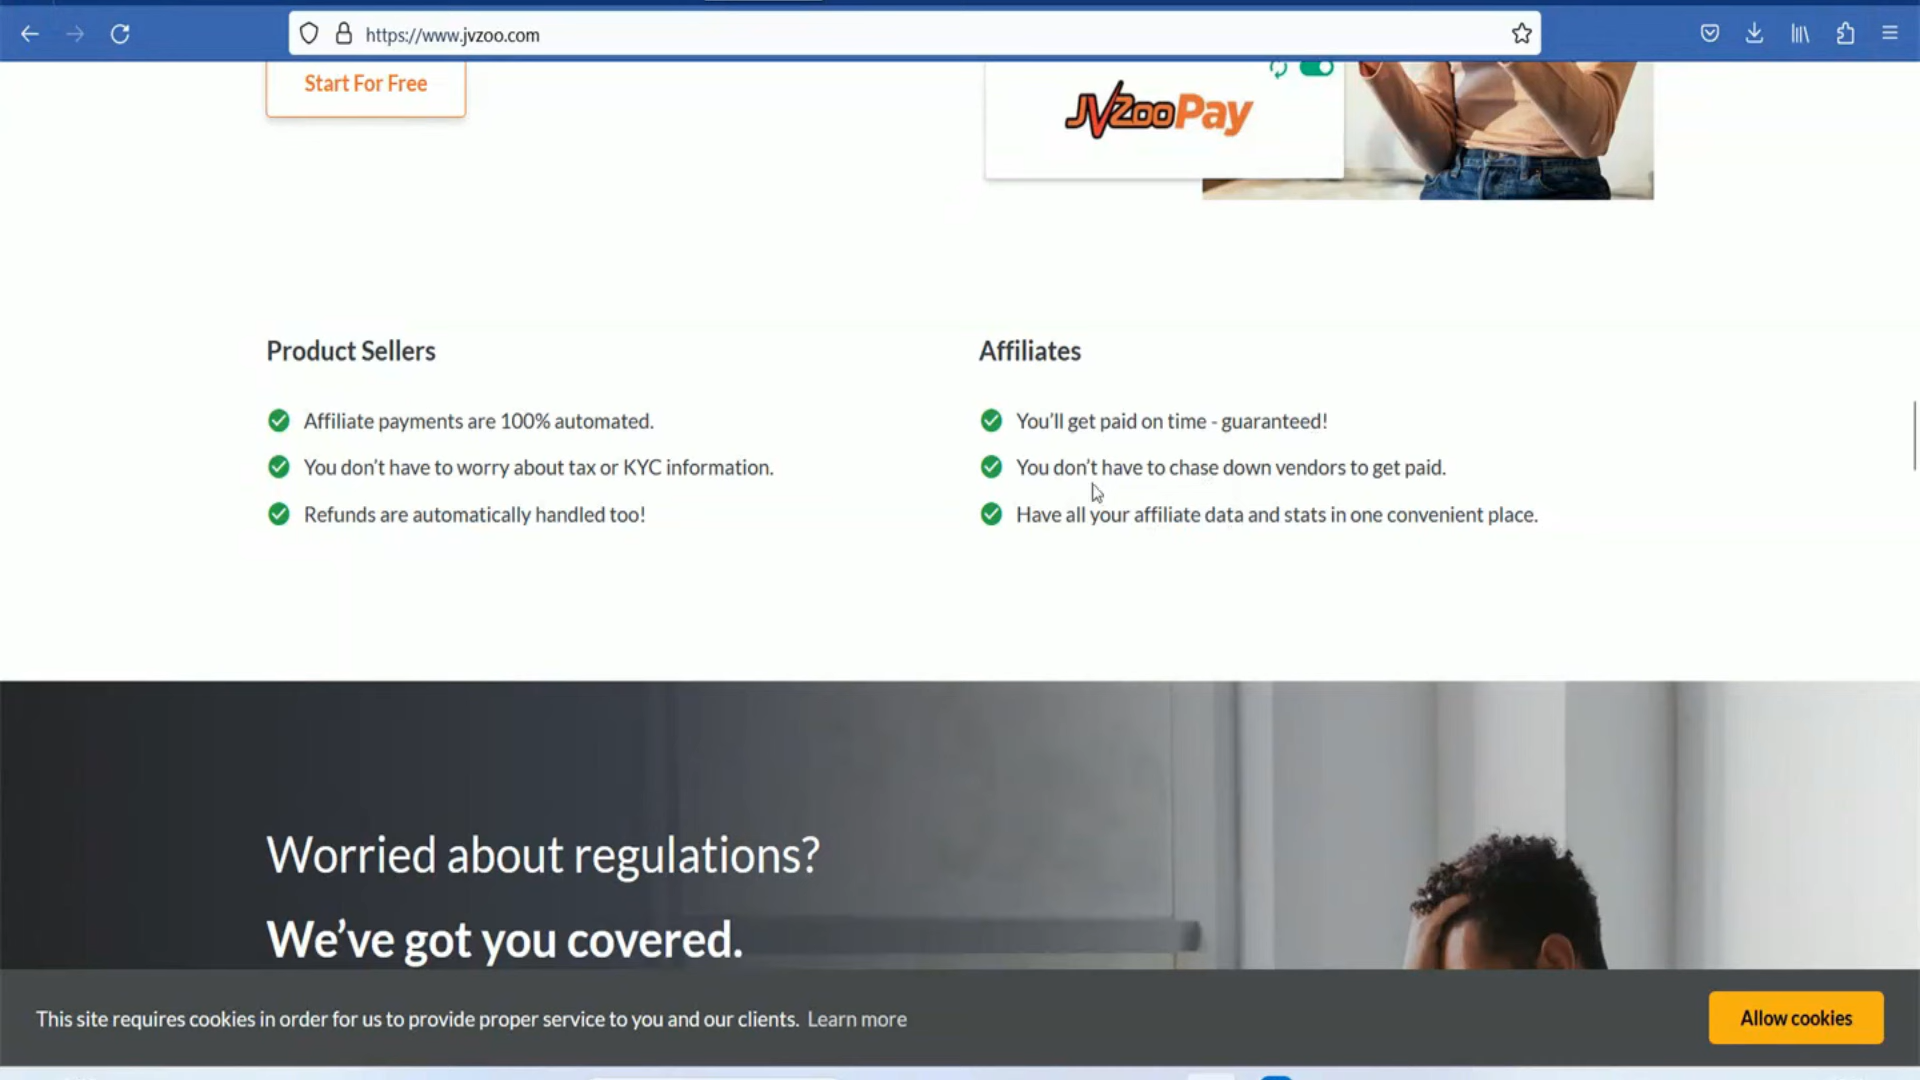 https://www.jvzoo.com
Start For Free
JVZooPay
Product Sellers
Affiliate payments are 100% automated.
You don't have to worry about tax or KYC information.
Refunds are automatically handled too!
Affiliates
You'll get paid on time - guaranteed!
You don't have to chase down vendors to get paid.
Have all your affiliate data and stats in one convenient place.
Worried about regulations?
We've got you covered.
This site requires cookies in order for us to provide proper service to you and our clients. Learn more
Allow cookies